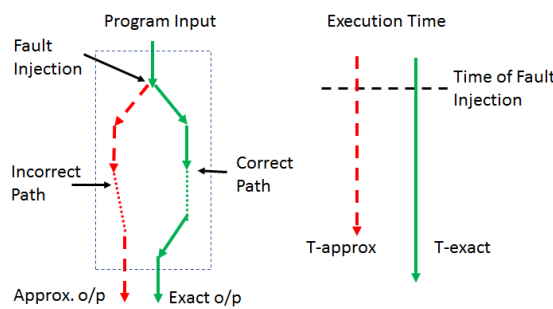 Program Input
Execution Time
Fault
Injection
Time of Fault
Injection
Incorrect
Path
Correct
Path
T-approx
T-exact
Approx. o/p
Exact o/p